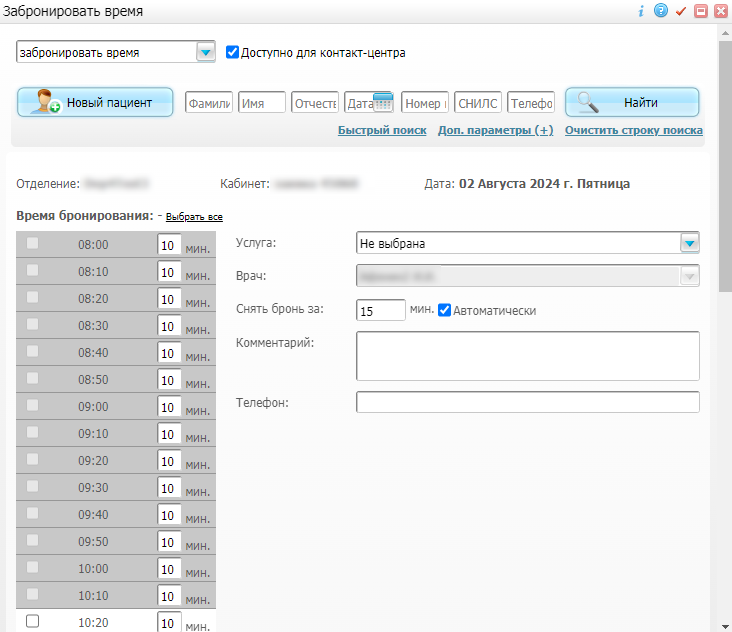 Забронировать время
забронировать время Доступно для контакт-центра
Новый пациент Фамили Имя Отчеств Дата Номер СНИЛС Телефо Найти
Быстрый поиск Доп. параметры (+) Очистить строку поиска
Отделение: Кабинет: Дата: 02 Августа 2024 г. Пятница
Время бронирования: - Выбрать все
08:00 10 мин. Услуга: Не выбрана
08:10 10 мин. Врач:
08:20 10 мин. Снять бронь за: 15 мин. Автоматически
08:30 10 мин. Комментарий:
08:40 10 мин.
08:50 10 мин. Телефон:
09:00 10 мин.
09:10 10 мин.
09:20 10 мин.
09:30 10 мин.
09:40 10 мин.
09:50 10 мин.
10:00 10 мин.
10:10 10 мин.
10:20 10 мин.